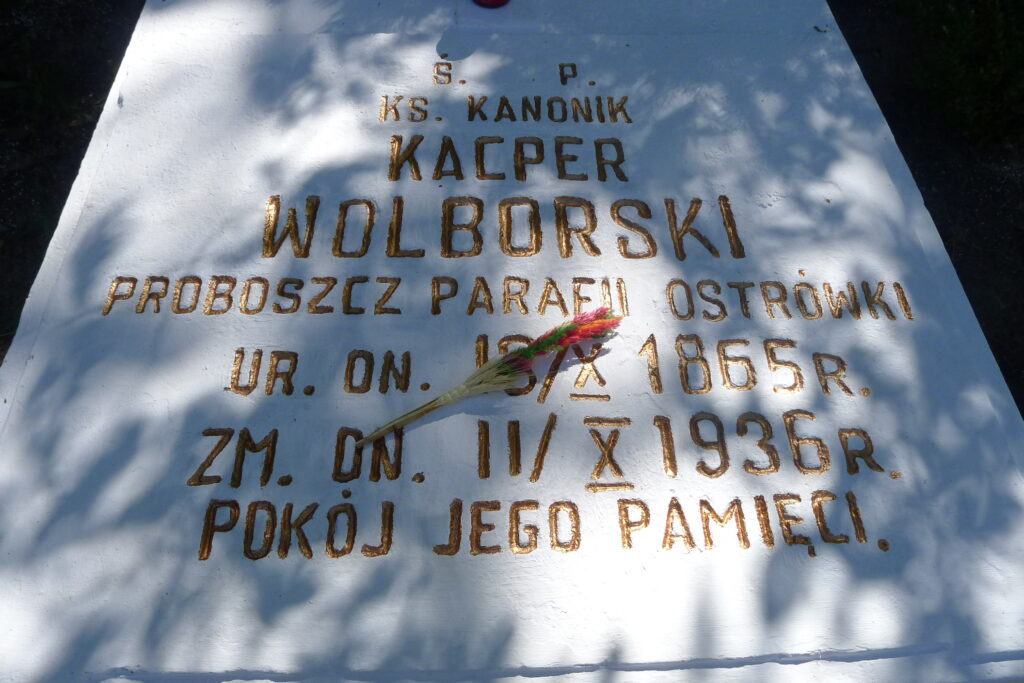 Ś. P.
KS. KANONIK
KACPER
WOLBORSKI
PROBOSZCZ PARAFII OSTRÓWKI
UR. DN. 1865R.
ZM. DN. 11/X 1936R.
POKÓJ JEGO PAMIĘCI.